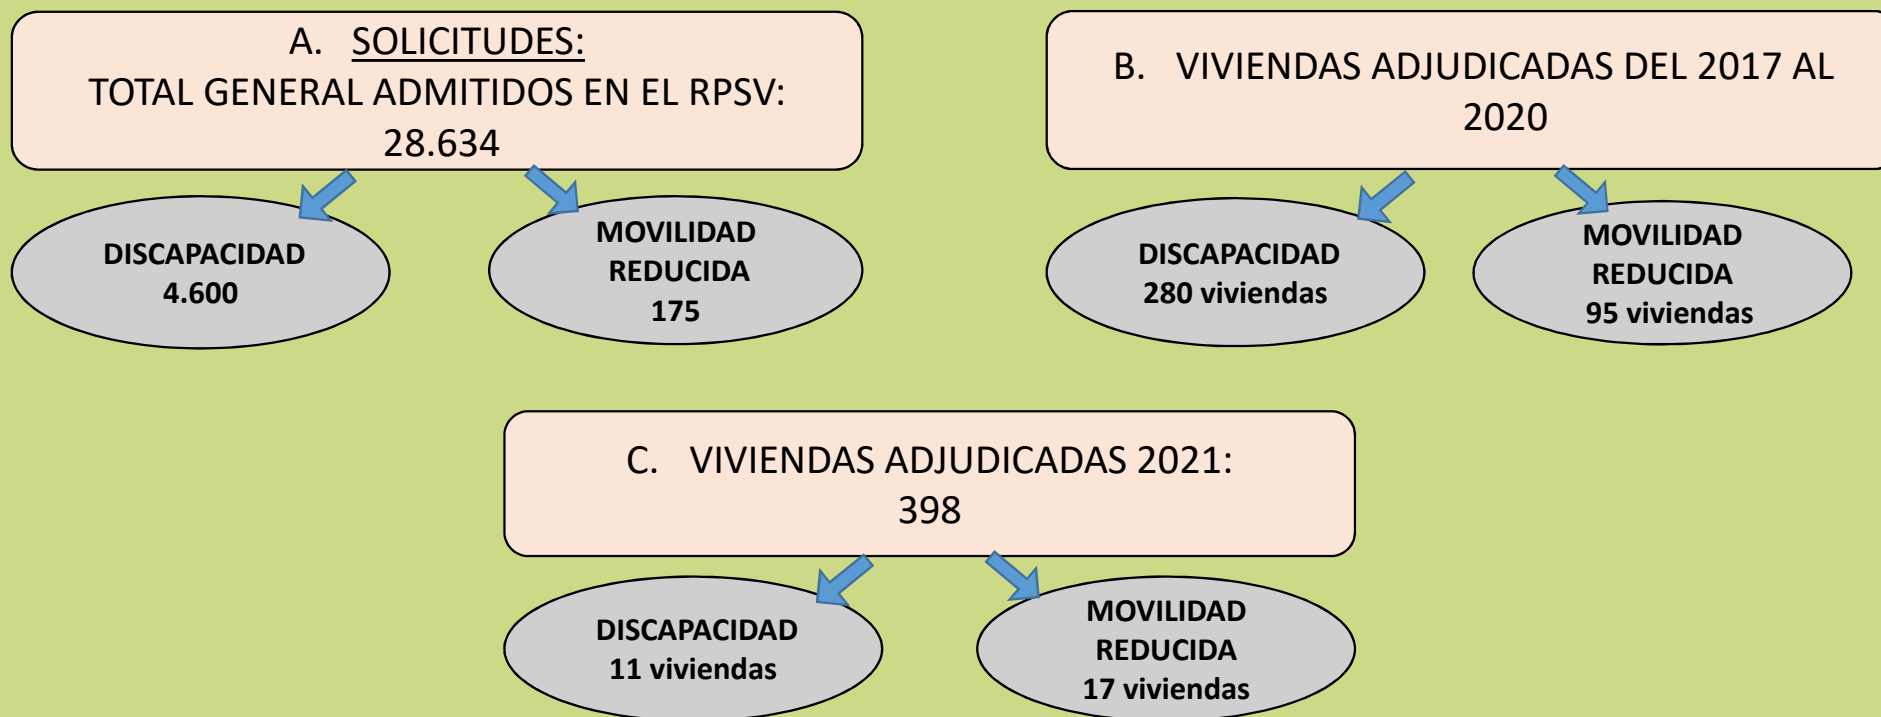 A. SOLICITUDES:
TOTAL GENERAL ADMITIDOS EN EL RPSV:
28.634
DISCAPACIDAD
4.600
MOVILIDAD
REDUCIDA
175
B. VIVIENDAS ADJUDICADAS DEL 2017 AL
2020
DISCAPACIDAD
280 viviendas
MOVILIDAD
REDUCIDA
95 viviendas
C. VIVIENDAS ADJUDICADAS 2021:
398
DISCAPACIDAD
11 viviendas
MOVILIDAD
REDUCIDA
17 viviendas